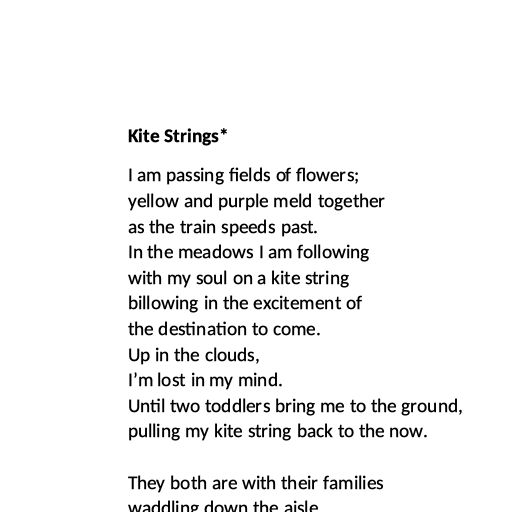 Kite Strings*
I am passing fields of flowers;
yellow and purple meld together
as the train speeds past.
In the meadows I am following
with my soul on a kite string
billowing in the excitement of
the destination to come.
Up in the clouds,
I’m lost in my mind.
Until two toddlers bring me to the ground,
pulling my kite string back to the now.
They both are with their families
waddling down the aisle